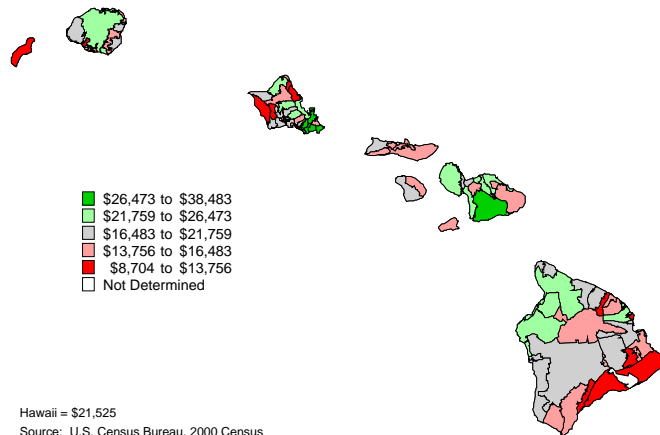 $26,473 to $38,483
$21,759 to $26,473
$16,483 to $21,759
$13,756 to $16,483
$8,704 to $13,756
Not Determined
Hawaii = $21,525
Source: U.S. Census Bureau, 2000 Census